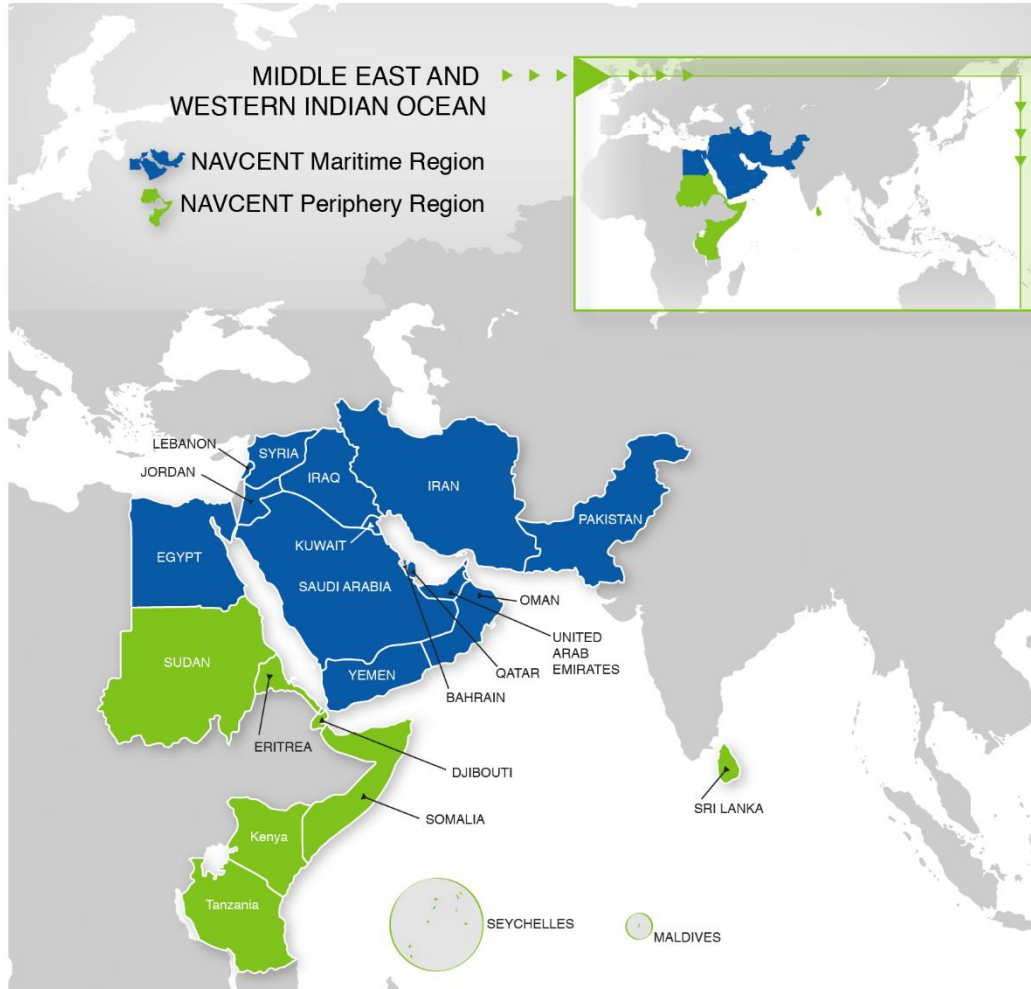 MIDDLE EAST AND
WESTERN INDIAN OCEAN
NAVCENT Maritime Region
NAVCENT Periphery Region
LEBANON
SYRIA
JORDAN
IRAQ
IRAN
PAKISTAN
KUWAIT
EGYPT
SAUDI ARABIA
OMAN
UNITED
ARAB
EMIRATES
QATAR
BAHRAIN
YEMEN
SUDAN
ERITREA
DJIBOUTI
SOMALIA
SRI LANKA
Kenya
Tanzania
SEYCHELLES
MALDIVES